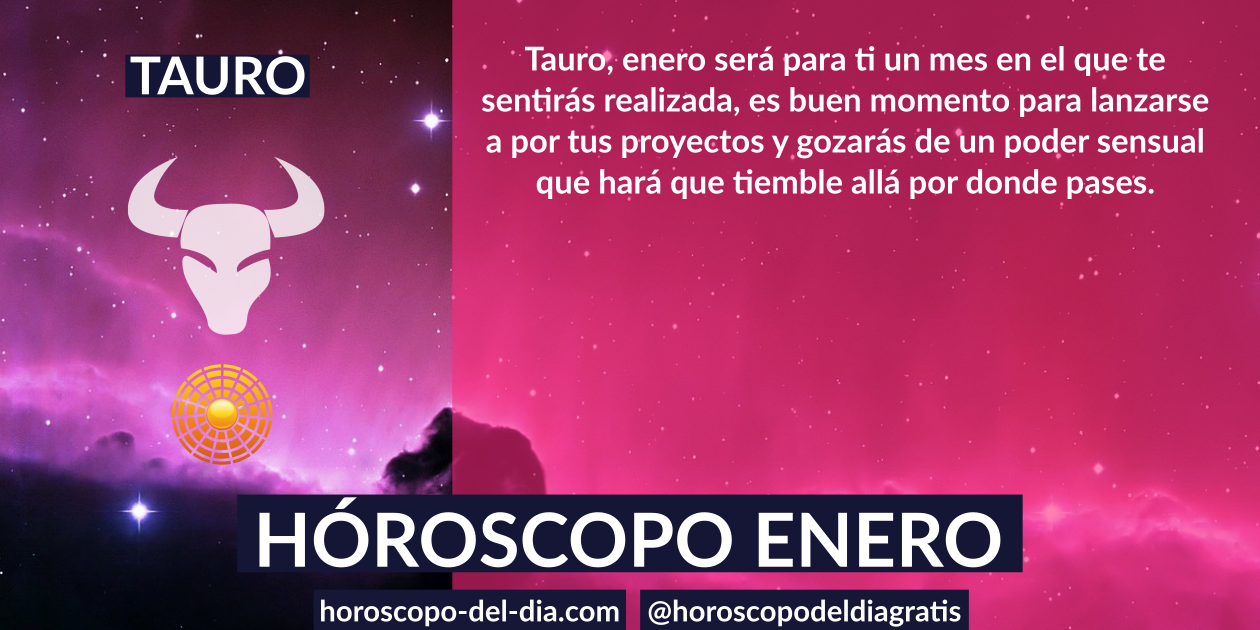 TAURO
Tauro, enero será para ti un mes en el que te
sentirás realizada, es buen momento para lanzarse
a por tus proyectos y gozarás de un poder sensual
que hará que tiemble allá por donde pases.
HÓROSCOPO ENERO
horoscopo-del-dia.com
@horoscopodeldiagratis